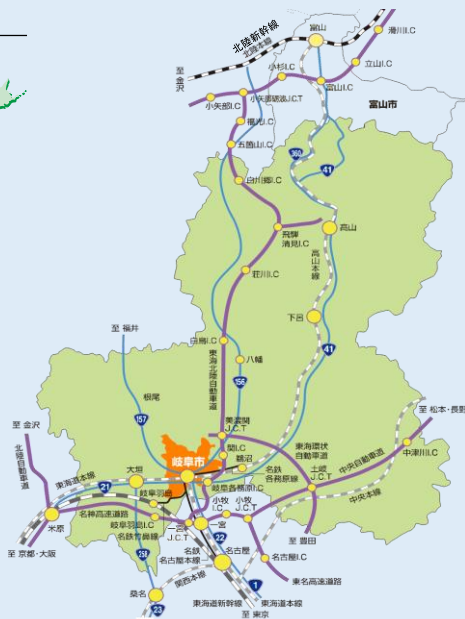 北陸新幹線
北陸本線
富山
滑川I.C
至
金沢
小杉I.C
立山I.C
小矢部I.C
小矢部砺波J.C.T
富山I.C
富山市
福光I.C
五箇山I.C
360
41
白川郷I.C
飛騨
清見I.C
高山
荘川I.C
高山本線
下呂
至 福井
白鳥I.C
東海北陸自動車道
八幡
41
156
根尾
157
至 松本・長野
至 金沢
北陸自動車道
美濃関
J.C.T
岐阜市
関I.C
鵜沼
東海環状
自動車道
中央自動車道
中津川I.C
東海道本線
大垣
名鉄
各務原線
土岐
J.C.T
21
岐阜羽島
岐阜各務原I.C
中央本線
米原
名神高速道路
岐阜羽島I.C
名鉄竹鼻線
一宮
J.C.T
一宮
小牧
I.C
小牧
J.C.T
至 豊田
至 京都・大阪
258
22
名鉄
名古屋本線
名古屋
名古屋I.C
関西本線
東名高速道路
桑名
1
23
東海道新幹線
東海道本線
至 東京